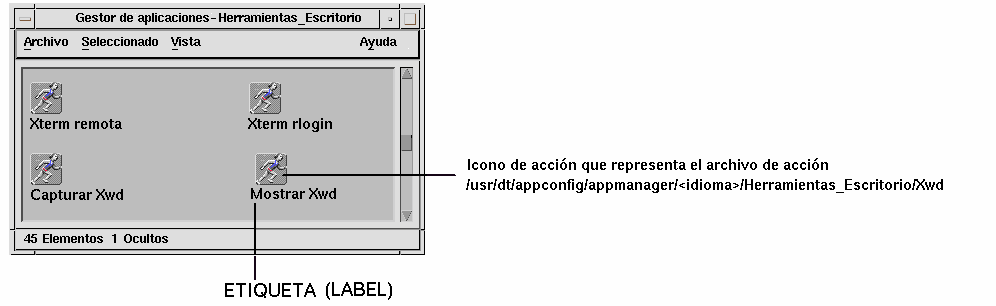 Gestor de aplicaciones-Herramientas_Escritorio
Archivo Seleccionado Vista Ayuda
Xterm remota Xterm rlogin
Capturar Xwd Mostrar Xwd
Icono de acción que representa el archivo de acción
/usr/dt/appconfig/appmanager/<idioma>/Herramientas_Escritorio/Xwd
45 Elementos 1 Ocultos
ETIQUETA (LABEL)